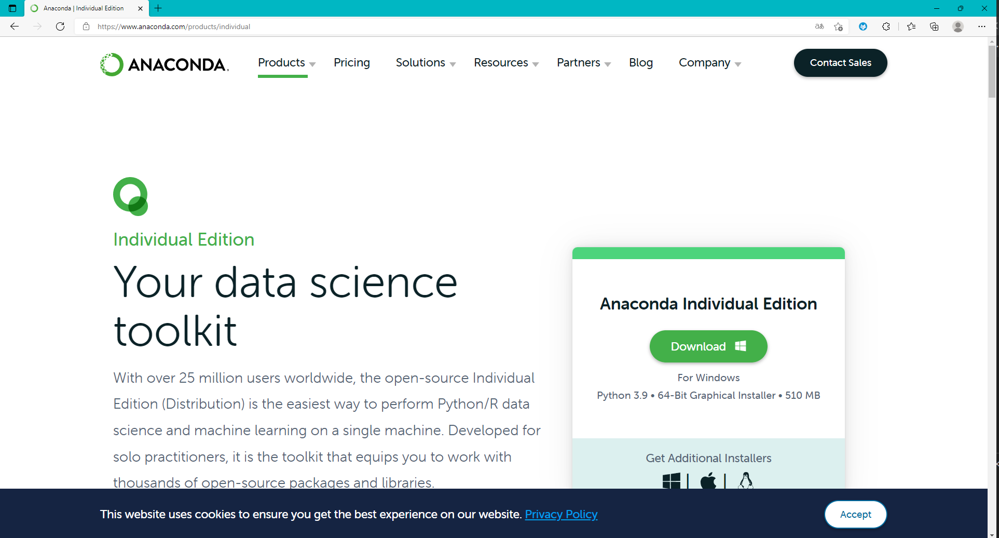 Anaconda | Individual Edition
https://www.anaconda.com/products/individual
aあ
ANACONDA.
Products
Pricing
Solutions
Resources
Partners
Blog
Company
Contact Sales
Individual Edition
Your data science
toolkit
With over 25 million users worldwide, the open-source Individual
Edition (Distribution) is the easiest way to perform Python/R data
science and machine learning on a single machine. Developed for
solo practitioners, it is the toolkit that equips you to work with
thousands of open-source packages and libraries.
Anaconda Individual Edition
Download
For Windows
Python 3.9 • 64-Bit Graphical Installer • 510 MB
Get Additional Installers
This website uses cookies to ensure you get the best experience on our website. Privacy Policy
Accept